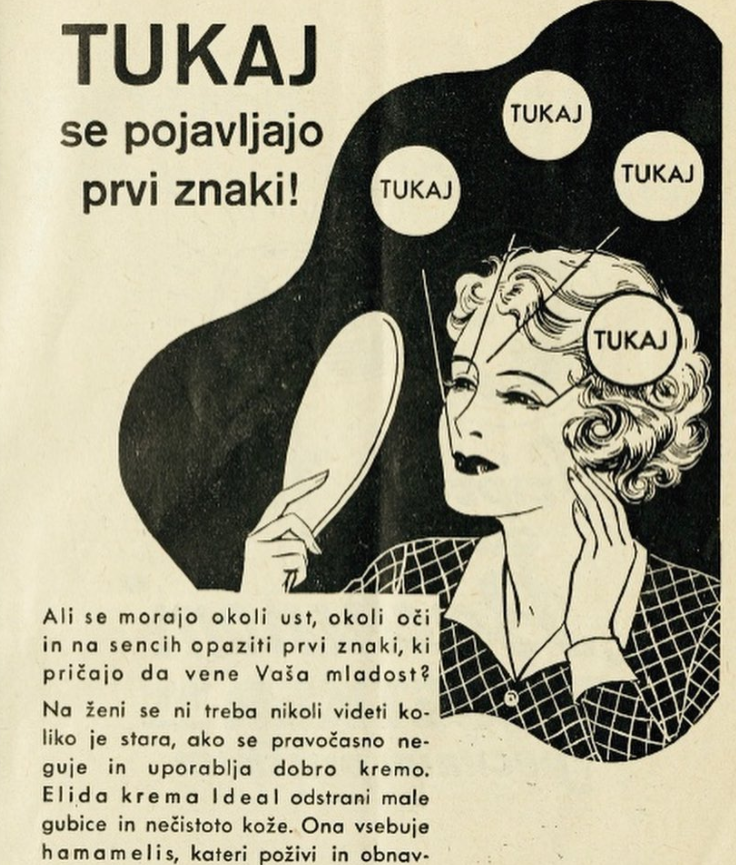 TUKAJ
se pojavljajo
prvi znaki!
TUKAJ
TUKAJ
TUKAJ
TUKAJ
Ali se morajo okoli ust, okoli oči
in na sencih opaziti prvi znaki, ki
pričajo da vene Vaša mladost?
Na ženi se ni treba nikoli videti ko-
liko je stara, ako se pravočasno ne-
guje in uporablja dobro kremo.
Elida krema Ideal odstrani male
gubice in nečistoto kože. Ona vsebuje
hamamelis, kateri poživi in obnav-